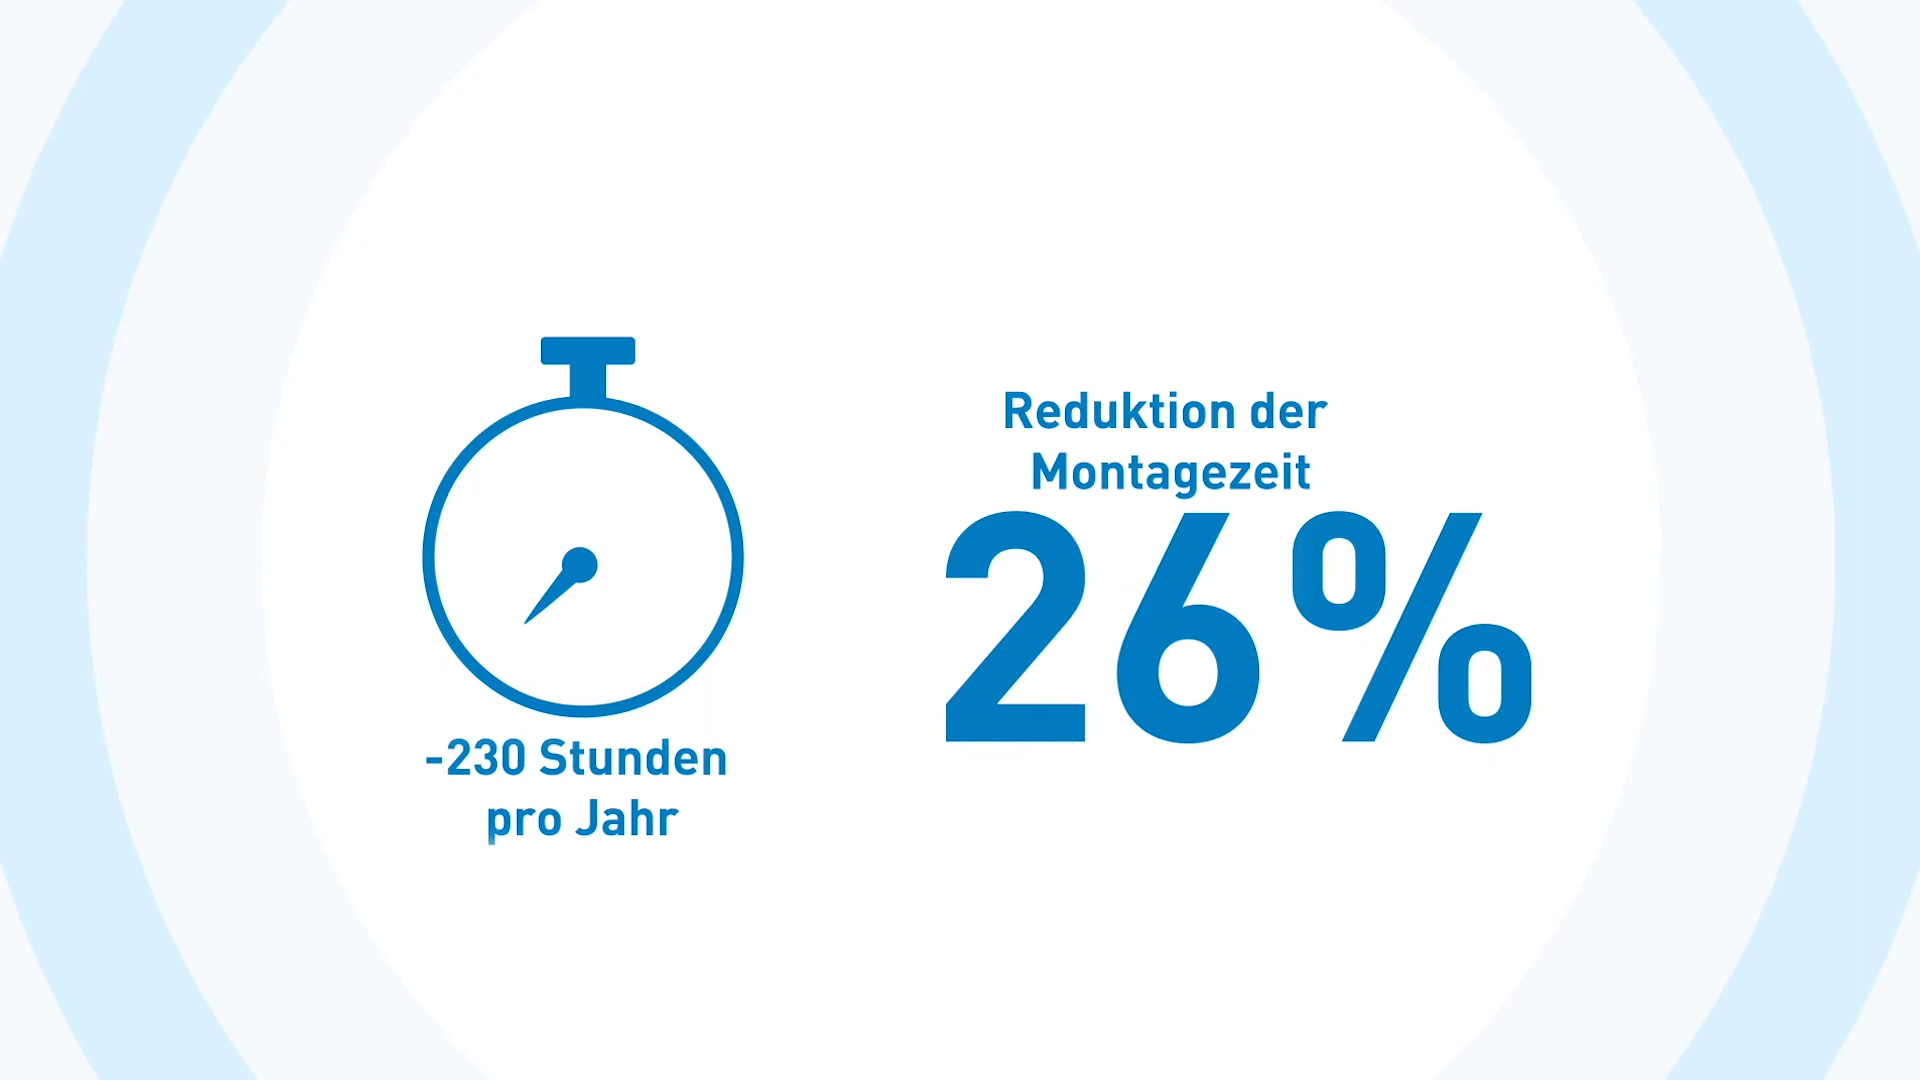 -230 Stunden
pro Jahr
Reduktion der
Montagezeit
26%